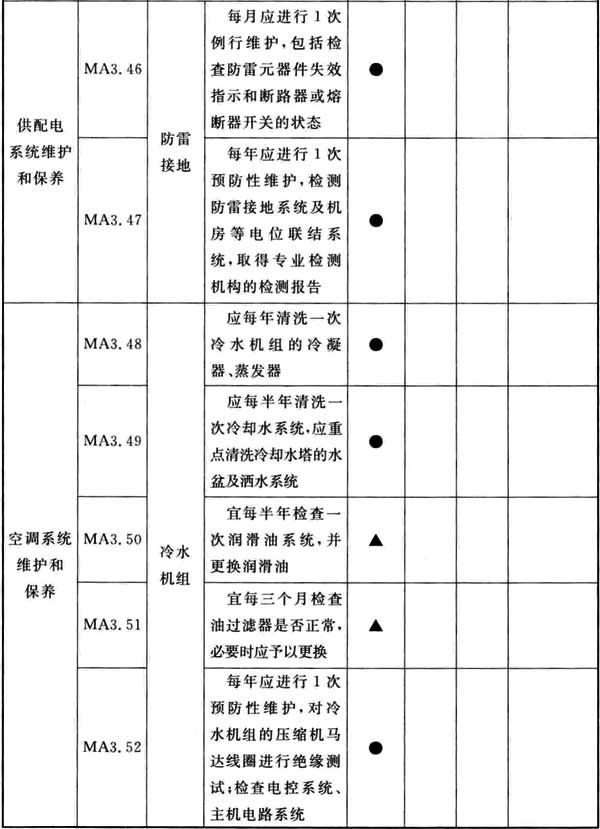 供配电
系统维护
和保养
MA3.46
防雷
接地
每月应进行1次
例行维护,包括检
查防雷元器件失效
指示和断路器或熔
断器开关的状态
●
MA3.47
每年应进行1次
预防性维护,检测
防雷接地系统及机
房等电位联结系
统,取得专业检测
机构的检测报告
●
空调系统
维护和
保养
MA3.48
冷水
机组
应每年清洗一次
冷水机组的冷凝
器、蒸发器
●
MA3.49
应每半年清洗一
次冷却水系统,应重
点清洗冷却水塔的水
盆及洒水系统
●
MA3.50
宜每半年检查一
次润滑油系统,并
更换润滑油
▲
MA3.51
宜每三个月检查
油过滤器是否正常,
必要时应予以更换
▲
MA3.52
每年应进行1次
预防性维护,对冷
水机组的压缩机马
达线圈进行绝缘测
试;检查电控系统、
主机电路系统
●